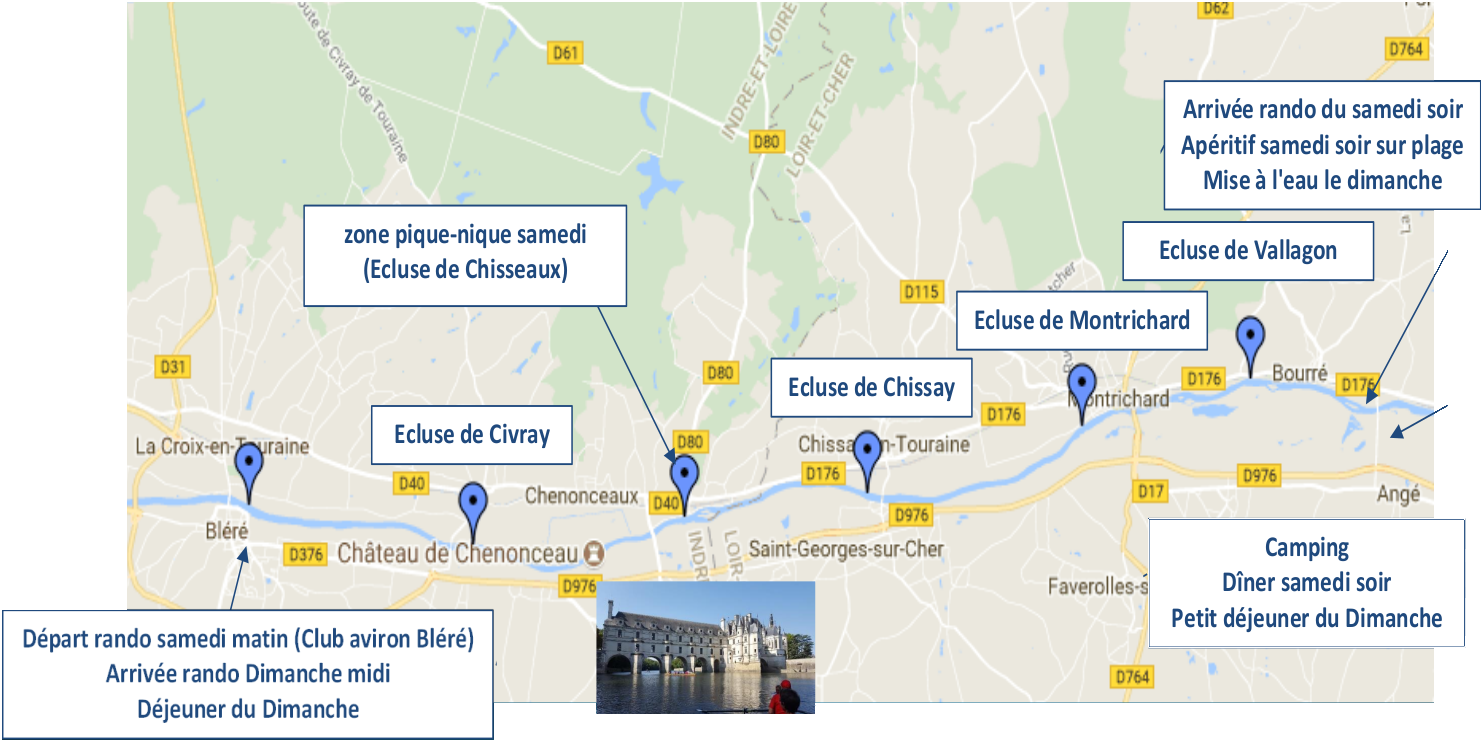 D62
D764
D61
Route de Civray de Touraine
INDRE-ET-LOIRE
LOIR-ET-CHER
D80
Arrivée rando du samedi soir
Apéritif samedi soir sur plage
Mise à l'eau le dimanche
zone pique-nique samedi
(Ecluse de Chisseaux)
Ecluse de Vallagon
D115
Ecluse de Montrichard
D31
D80
Ecluse de Chissay
D176
Bourré
D176
Montrichard
D176
Ecluse de Civray
La Croix-en-Touraine
D80
Chissay-en-Touraine
D176
D976
D40
Chenonceaux
D40
D17
Angé
D976
Bléré
D376
Château de Chenonceau
INDRE
LOIR-
Saint-Georges-sur-Cher
D976
Faverolles-s
Camping
Dîner samedi soir
Petit déjeuner du Dimanche
Départ rando samedi matin (Club aviron Bléré)
Arrivée rando Dimanche midi
Déjeuner du Dimanche
D764